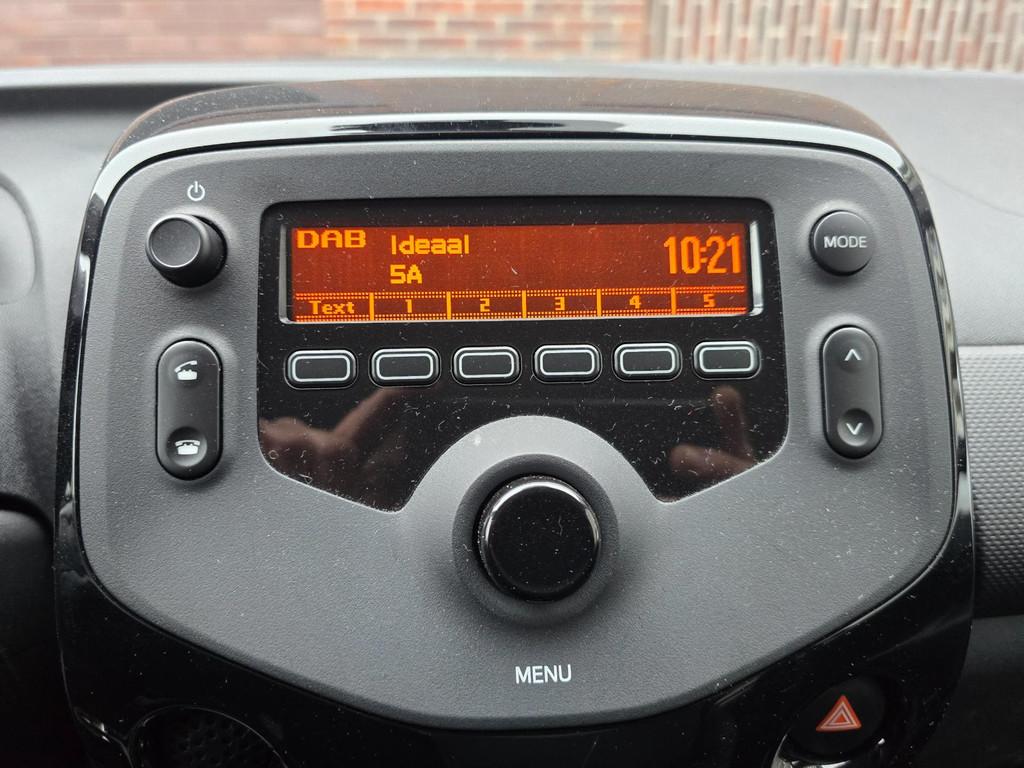 DAB Ideaal 10:21
5A
Text 1 2 3 4 5
MODE
MENU